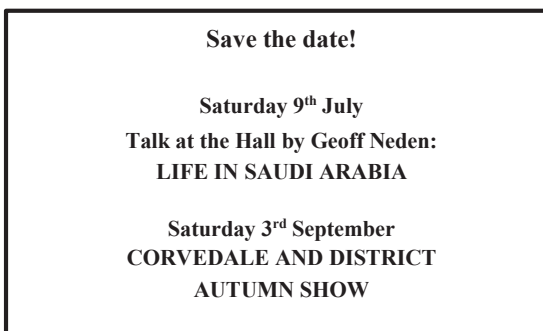 Save the date!
Saturday 9th July
Talk at the Hall by Geoff Neden:
LIFE IN SAUDI ARABIA
Saturday 3rd September
CORVEDALE AND DISTRICT
AUTUMN SHOW